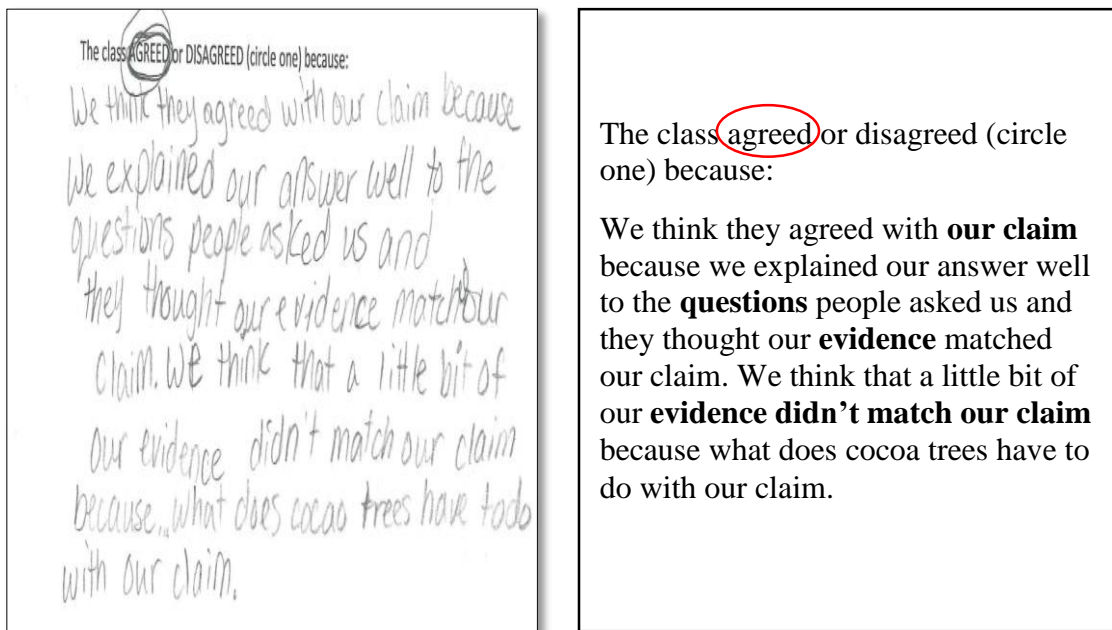 The class AGREED or DISAGREED (circle one) because:
We think they agreed with our claim because
we explained our answer well to the
questions people asked us and
they thought our evidence matched our
claim. We think that a little bit of
our evidence didn't match our claim
because... what does cocao trees have todo
with our claim.
The class agreed or disagreed (circle
one) because:
We think they agreed with our claim
because we explained our answer well
to the questions people asked us and
they thought our evidence matched
our claim. We think that a little bit of
our evidence didn’t match our claim
because what does cocoa trees have to
do with our claim.